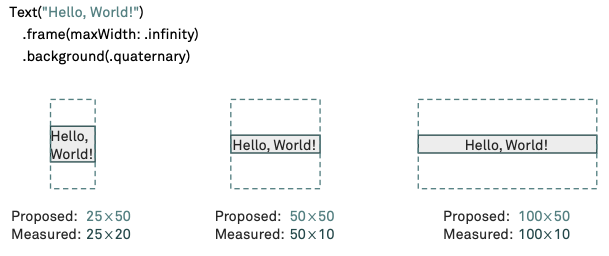 Text("Hello, World!")
.frame(maxWidth: .infinity)
.background(.quaternary)
Hello,
World!
Hello, World!
Hello, World!
Proposed: 25×50
Measured: 25×20
Proposed: 50×50
Measured: 50×10
Proposed: 100×50
Measured: 100×10